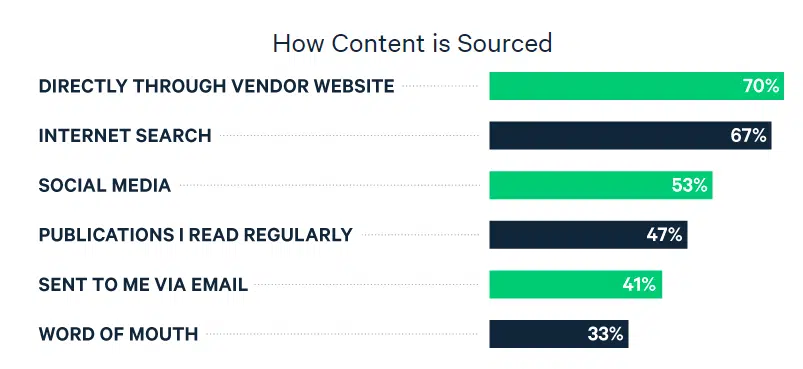 How Content is Sourced
DIRECTLY THROUGH VENDOR WEBSITE 70%
INTERNET SEARCH 67%
SOCIAL MEDIA 53%
PUBLICATIONS I READ REGULARLY 47%
SENT TO ME VIA EMAIL 41%
WORD OF MOUTH 33%